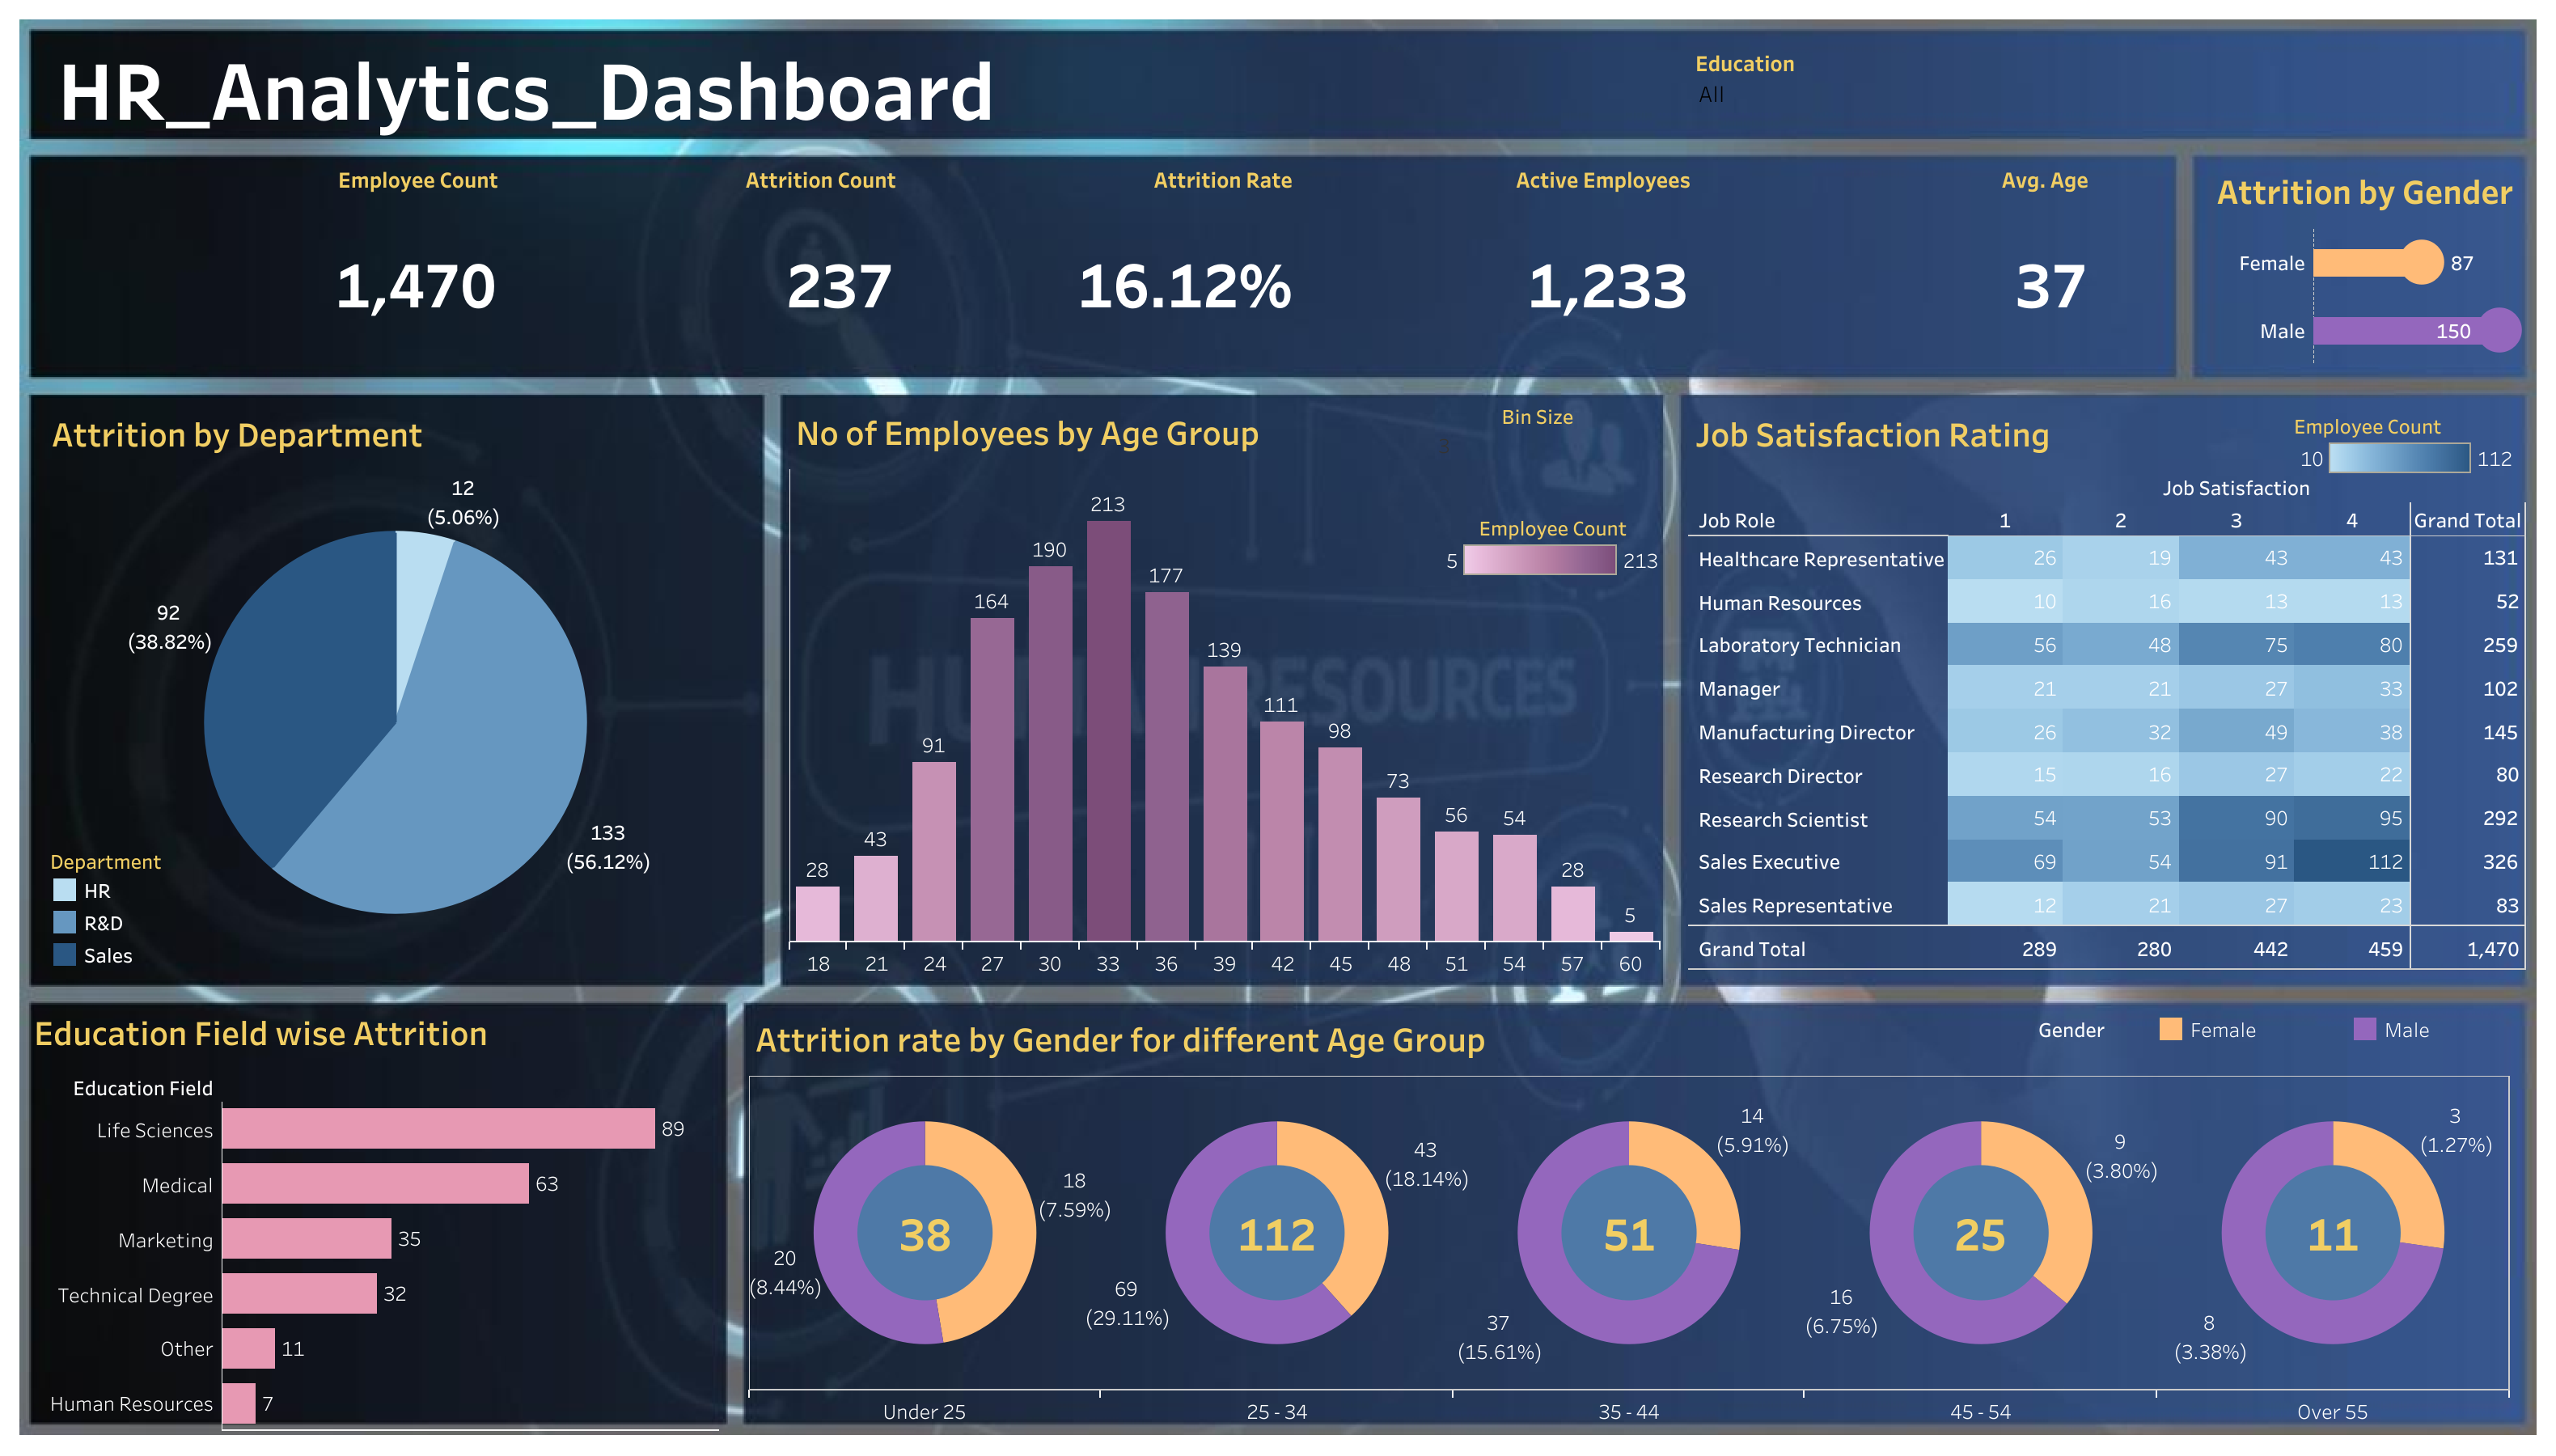 HR_Analytics_Dashboard
Education
All
Employee Count
Attrition Count
Attrition Rate
Active Employees
Avg. Age
1,470
237
16.12%
1,233
37
Attrition by Gender
Female 87
Male 150
Attrition by Department
12
(5.06%)
92
(38.82%)
133
(56.12%)
Department
HR
R&D
Sales
No of Employees by Age Group
Bin Size
Employee Count
5 213
28
43
91
164
190
213
177
139
111
98
73
56
54
28
5
18 21 24 27 30 33 36 39 42 45 48 51 54 57 60
HUMAN RESOURCES
Job Satisfaction Rating
Employee Count
10 112
Job Satisfaction
Job Role 1 2 3 4 Grand Total
Healthcare Representative 26 19 43 43 131
Human Resources 10 16 13 13 52
Laboratory Technician 56 48 75 80 259
Manager 21 21 27 33 102
Manufacturing Director 26 32 49 38 145
Research Director 15 16 27 22 80
Research Scientist 54 53 90 95 292
Sales Executive 69 54 91 112 326
Sales Representative 12 21 27 23 83
Grand Total 289 280 442 459 1,470
Education Field wise Attrition
Education Field
Life Sciences 89
Medical 63
Marketing 35
Technical Degree 32
Other 11
Human Resources 7
Attrition rate by Gender for different Age Group
Gender Female Male
38
18
(7.59%)
20
(8.44%)
112
43
(18.14%)
69
(29.11%)
51
14
(5.91%)
37
(15.61%)
25
9
(3.80%)
16
(6.75%)
11
3
(1.27%)
8
(3.38%)
Under 25
25 - 34
35 - 44
45 - 54
Over 55